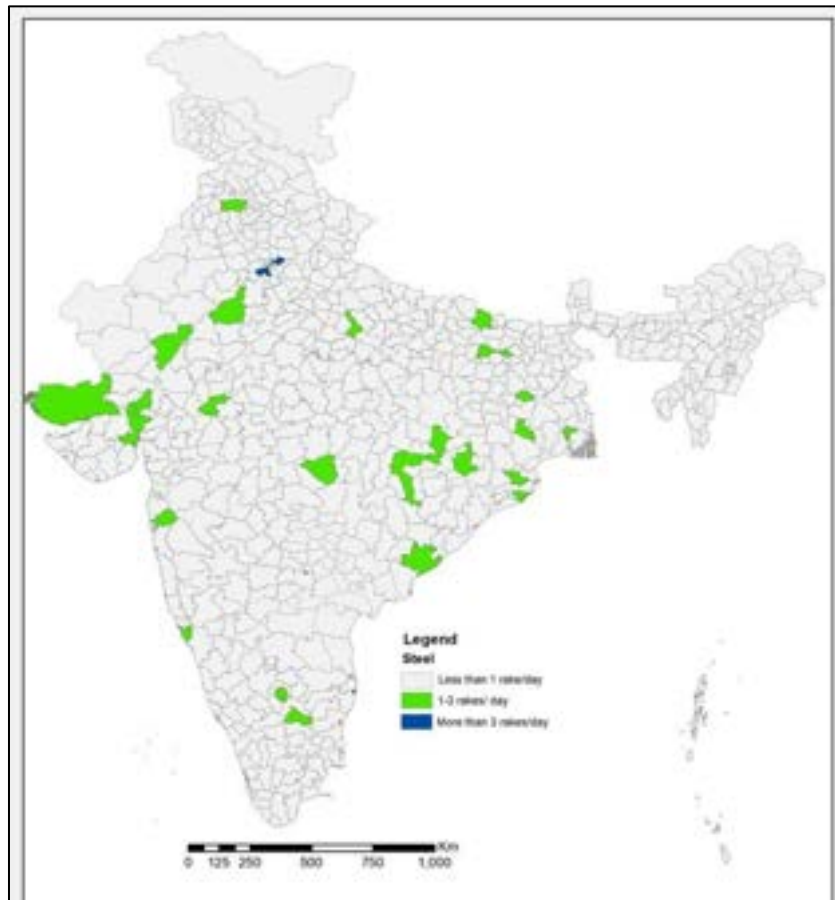 Legend
Steel
Less than 1 rake/day
1-3 rakes/ day
More than 3 rakes/day
Km
0 125 250 500 750 1,000